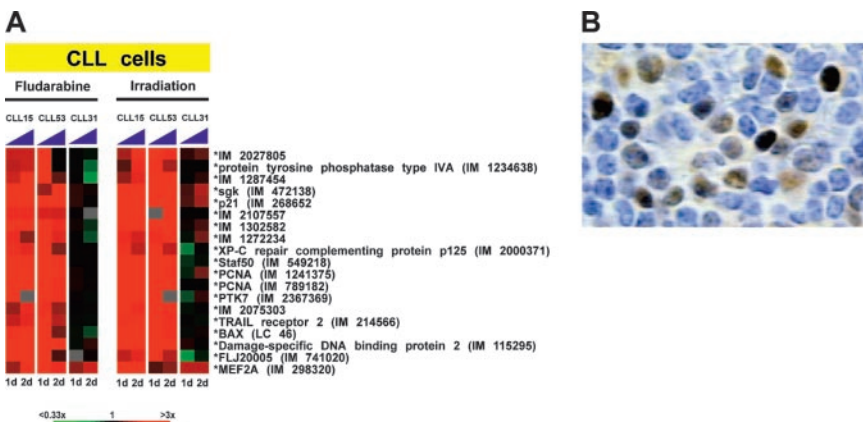 A
B
CLL cells
Fludarabine Irradiation
CLL15 CLL53 CLL31 CLL15 CLL53 CLL31
*IM 2027805
*protein tyrosine phosphatase type IVA (IM 1234638)
*IM 1287454
*sgk (IM 472138)
*p21 (IM 268652
*IM 2107557
*IM 1302582
*IM 1272234
*XP-C repair complementing protein p125 (IM 2000371)
*Staf50 (IM 549218)
*PCNA (IM 1241375)
*PCNA (IM 789182)
*PTK7 (IM 2367369)
*IM 2075303
*TRAIL receptor 2 (IM 214566)
*BAX (LC 46)
*Damage-specific DNA binding protein 2 (IM 115295)
*FLJ20005 (IM 741020)
*MEF2A (IM 298320)
1d 2d 1d 2d 1d 2d 1d 2d 1d 2d 1d 2d
<0.33x 1 >3x